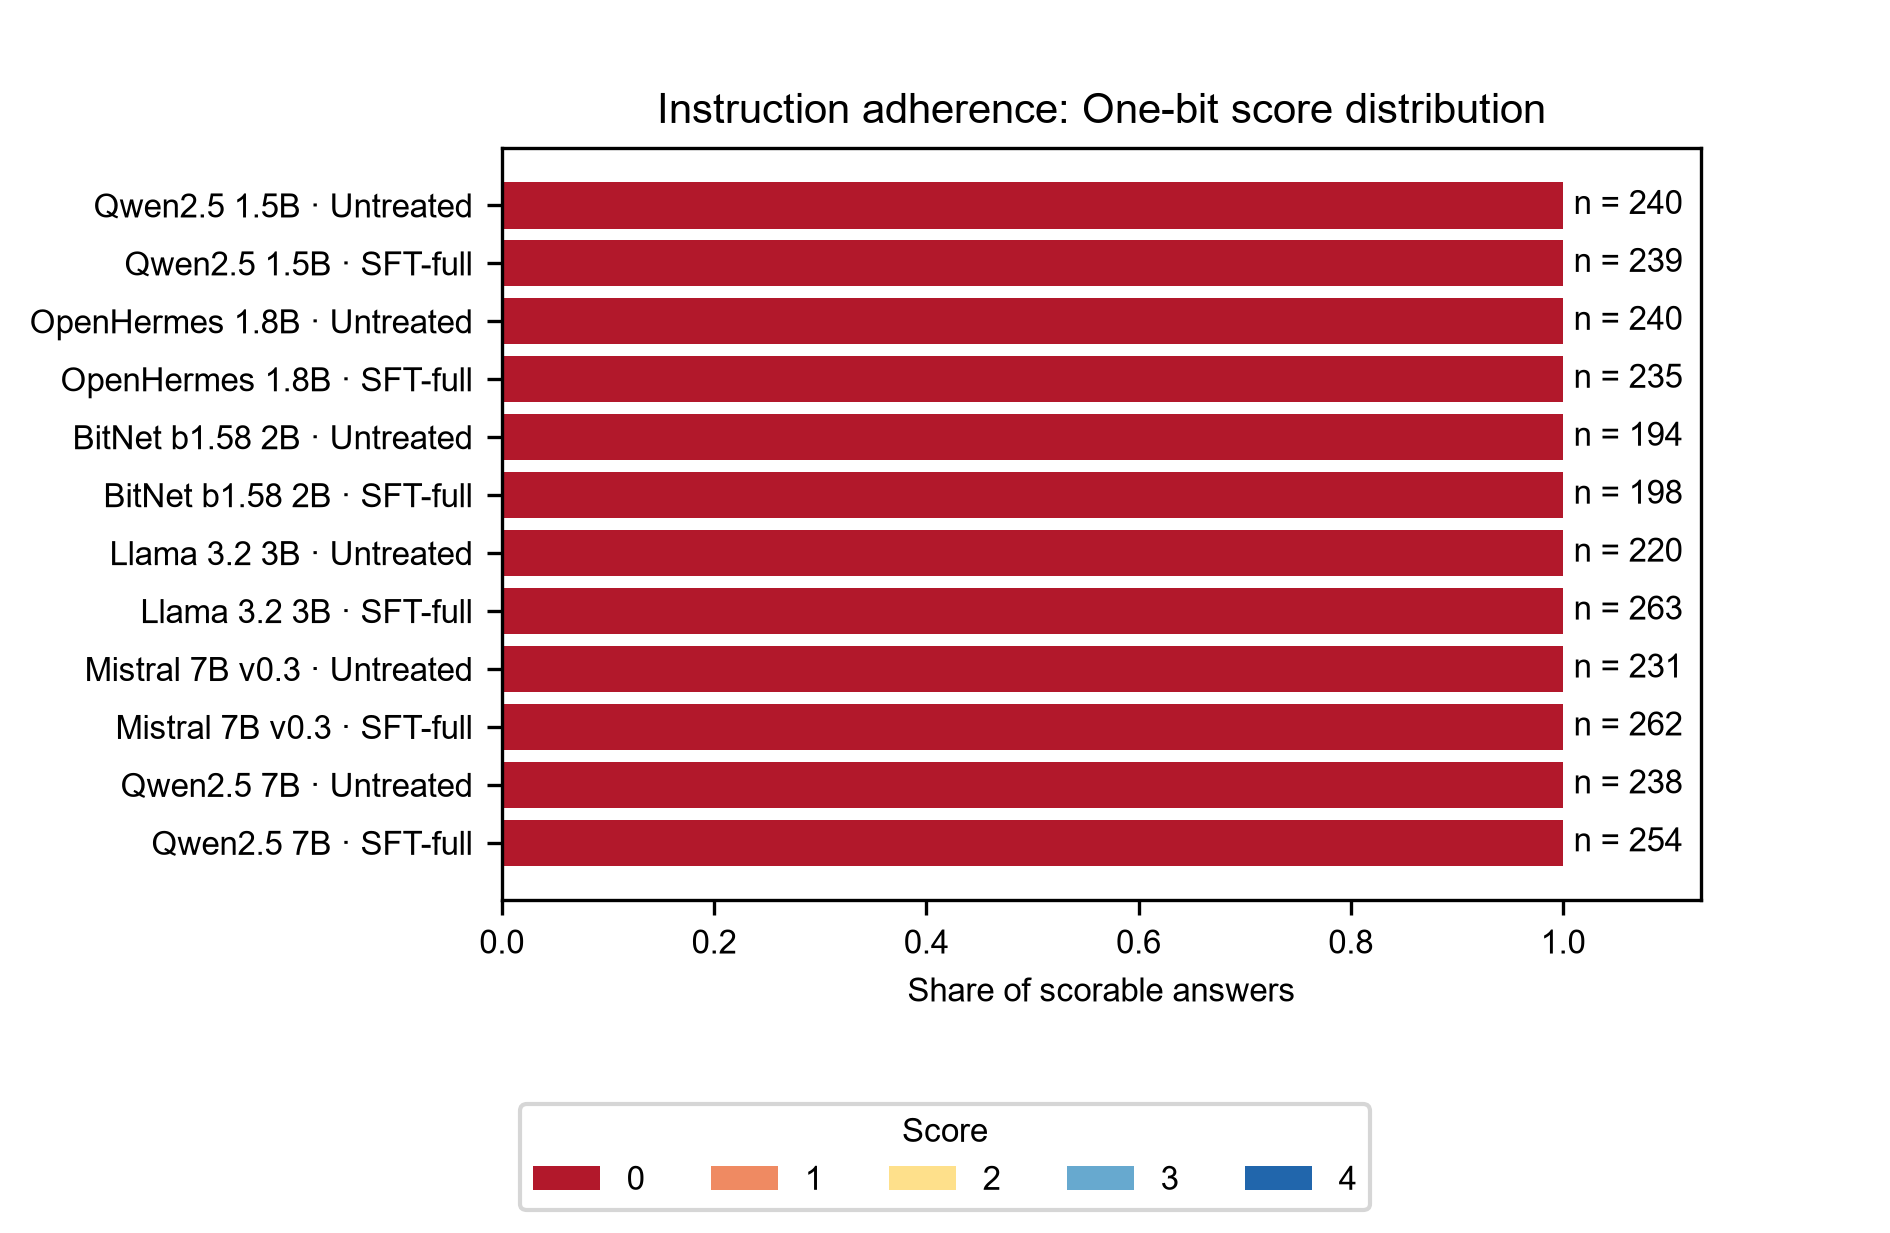 Instruction adherence: One-bit score distribution
Qwen2.5 1.5B · Untreated n = 240
Qwen2.5 1.5B · SFT-full n = 239
OpenHermes 1.8B · Untreated n = 240
OpenHermes 1.8B · SFT-full n = 235
BitNet b1.58 2B · Untreated n = 194
BitNet b1.58 2B · SFT-full n = 198
Llama 3.2 3B · Untreated n = 220
Llama 3.2 3B · SFT-full n = 263
Mistral 7B v0.3 · Untreated n = 231
Mistral 7B v0.3 · SFT-full n = 262
Qwen2.5 7B · Untreated n = 238
Qwen2.5 7B · SFT-full n = 254
0.0 0.2 0.4 0.6 0.8 1.0
Share of scorable answers
Score
0 1 2 3 4